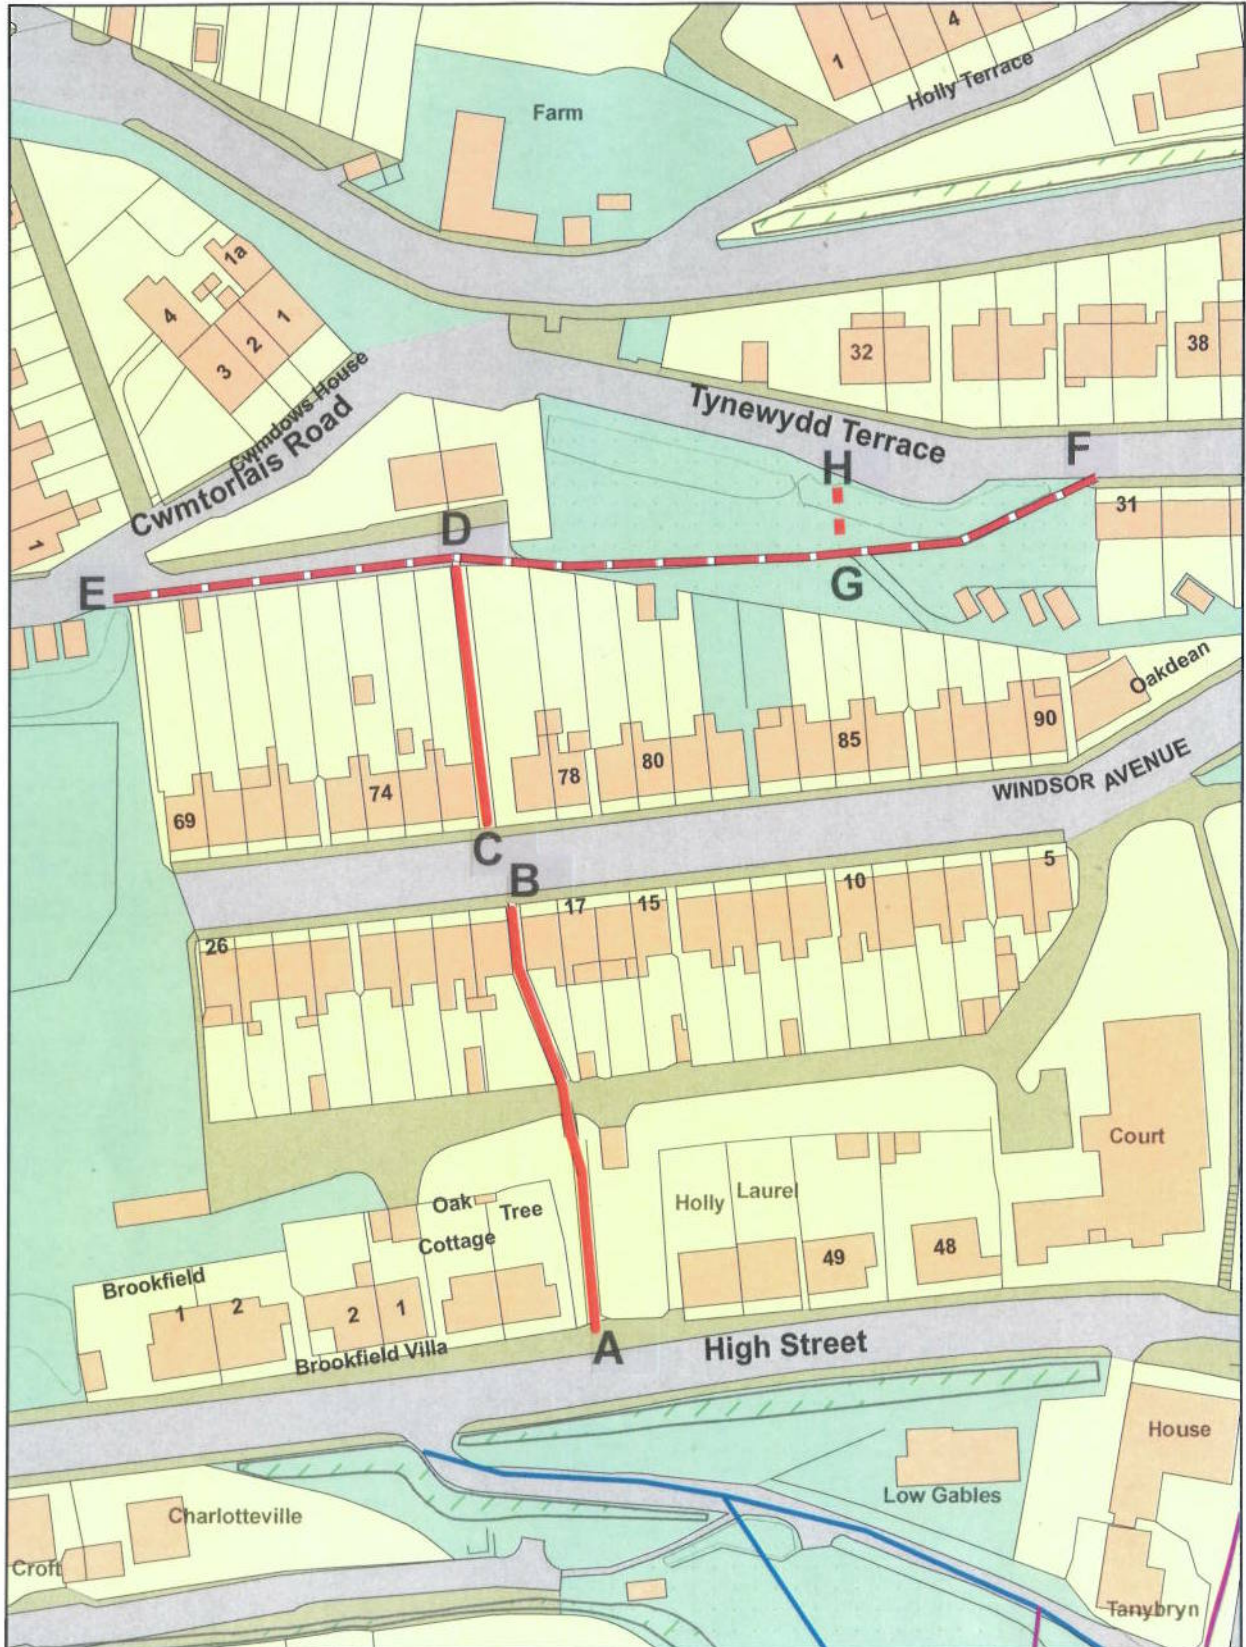 4
1
Holly Terrace
Farm
1a
4
1
2
3
32
38
Cwmdows House
Cwmtorlais Road
Tynewydd Terrace
F
H
D
31
1
E
G
Oakdean
90
85
80
78
74
69
WINDSOR AVENUE
C
B
5
10
17
15
26
Court
Holly
Laurel
Oak
Tree
Cottage
49
48
Brookfield
1
2
2
1
Brookfield Villa
A
High Street
House
Low Gables
Charlotteville
Croft
Tanybryn